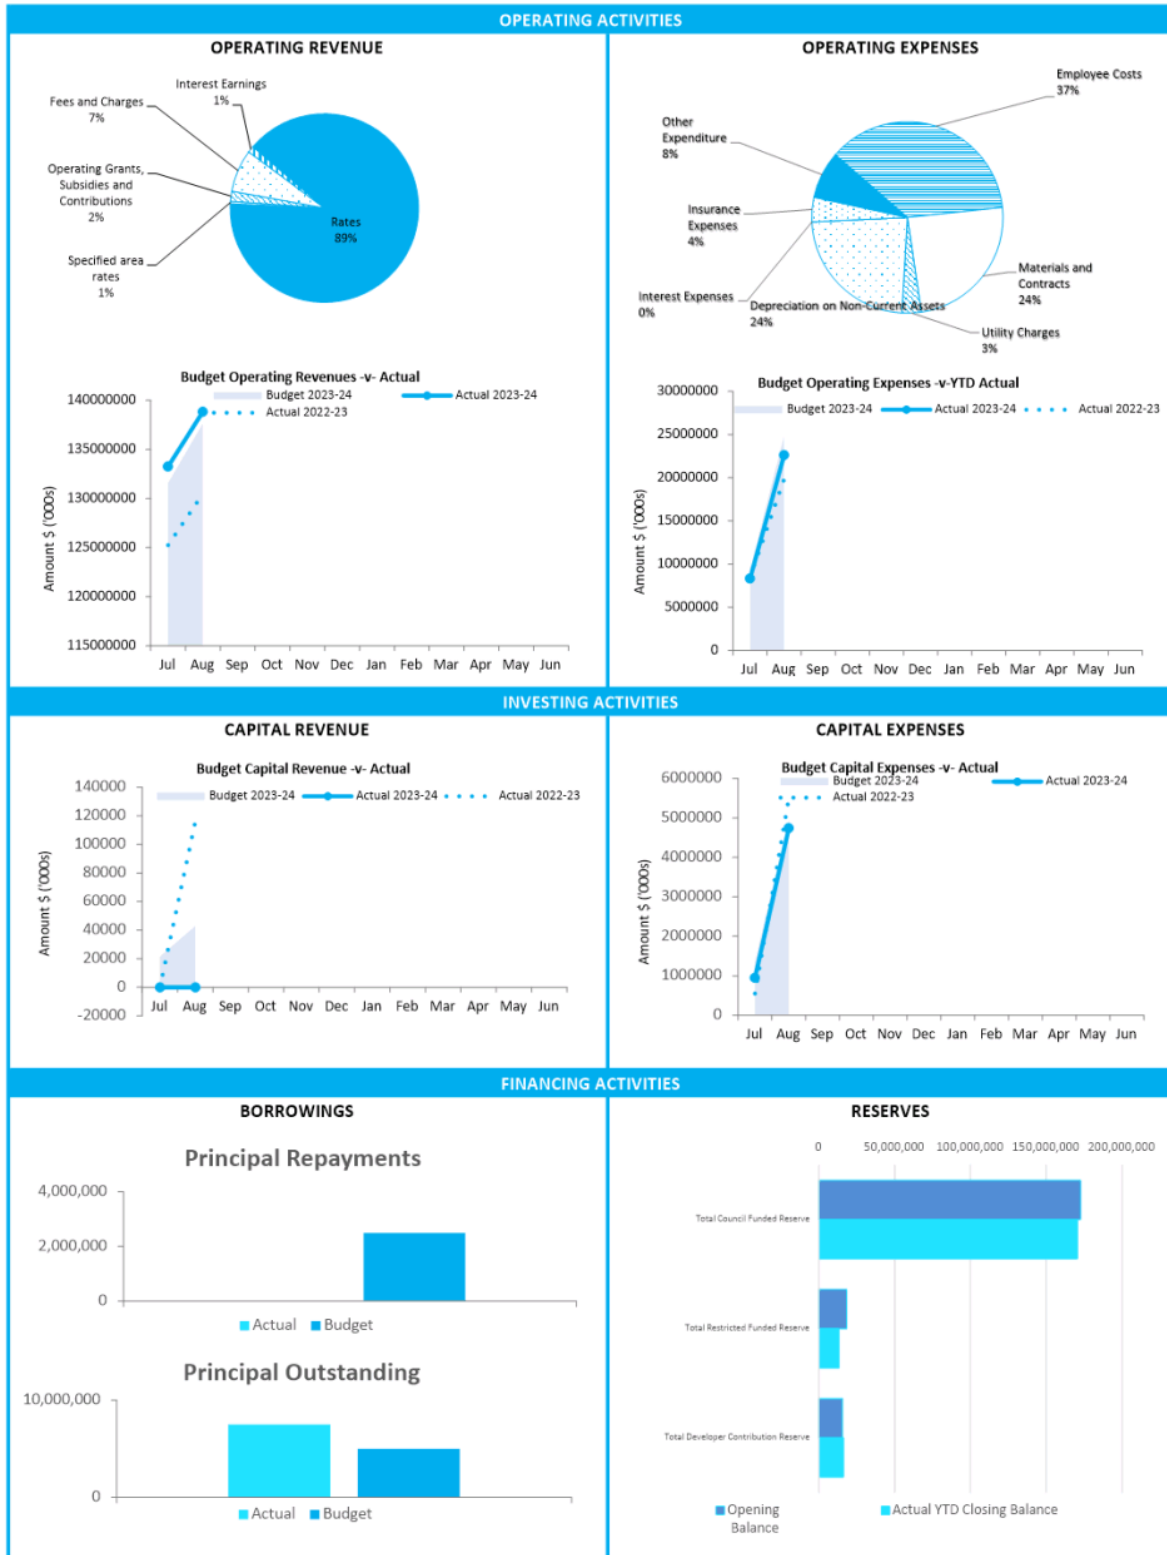 OPERATING ACTIVITIES
OPERATING REVENUE
Interest Earnings
1%
Fees and Charges
7%
Operating Grants,
Subsidies and
Contributions
2%
Specified area
rates
1%
Rates
89%
OPERATING EXPENSES
Employee Costs
37%
Other
Expenditure
8%
Insurance
Expenses
4%
Interest Expenses
0%
Depreciation on Non-Current Assets
24%
Materials and
Contracts
24%
Utility Charges
3%
Budget Operating Revenues -v- Actual
Budget 2023-24
Actual 2023-24
Actual 2022-23
Amount $ ('000s)
140000000
135000000
130000000
125000000
120000000
115000000
Jul Aug Sep Oct Nov Dec Jan Feb Mar Apr May Jun
Budget Operating Expenses -v-YTD Actual
Budget 2023-24
Actual 2023-24
Actual 2022-23
Amount $ ('000s)
30000000
25000000
20000000
15000000
10000000
5000000
0
Jul Aug Sep Oct Nov Dec Jan Feb Mar Apr May Jun
INVESTING ACTIVITIES
CAPITAL REVENUE
Budget Capital Revenue -v- Actual
Budget 2023-24
Actual 2023-24
Actual 2022-23
Amount $ ('000s)
140000
120000
100000
80000
60000
40000
20000
0
-20000
Jul Aug Sep Oct Nov Dec Jan Feb Mar Apr May Jun
CAPITAL EXPENSES
Budget Capital Expenses -v- Actual
Budget 2023-24
Actual 2023-24
Actual 2022-23
Amount $ ('000s)
6000000
5000000
4000000
3000000
2000000
1000000
0
Jul Aug Sep Oct Nov Dec Jan Feb Mar Apr May Jun
FINANCING ACTIVITIES
BORROWINGS
Principal Repayments
4,000,000
2,000,000
0
Actual Budget
Principal Outstanding
10,000,000
0
Actual Budget
RESERVES
0 50,000,000 100,000,000 150,000,000 200,000,000
Total Council Funded Reserve
Total Restricted Funded Reserve
Total Developer Contribution Reserve
Opening
Balance
Actual YTD Closing Balance